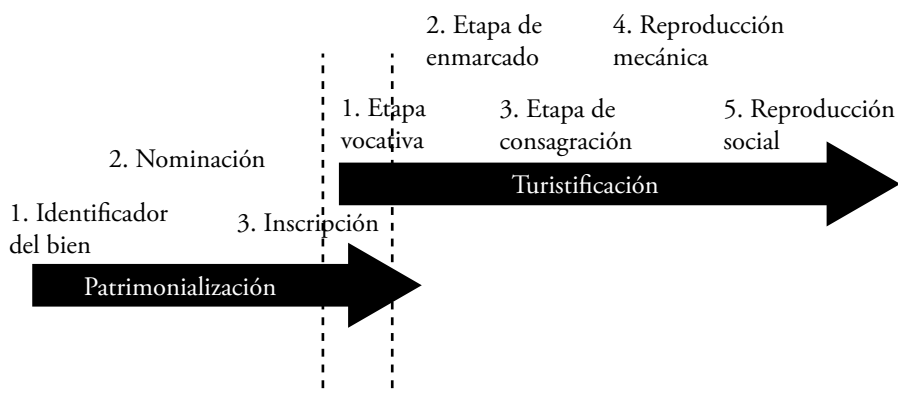 2. Etapa de
enmarcado
4. Reproducción
mecánica
1. Etapa
vocativa
3. Etapa de
consagración
5. Reproducción
social
2. Nominación
Turistificación
1. Identificador
del bien
3. Inscripción
Patrimonialización